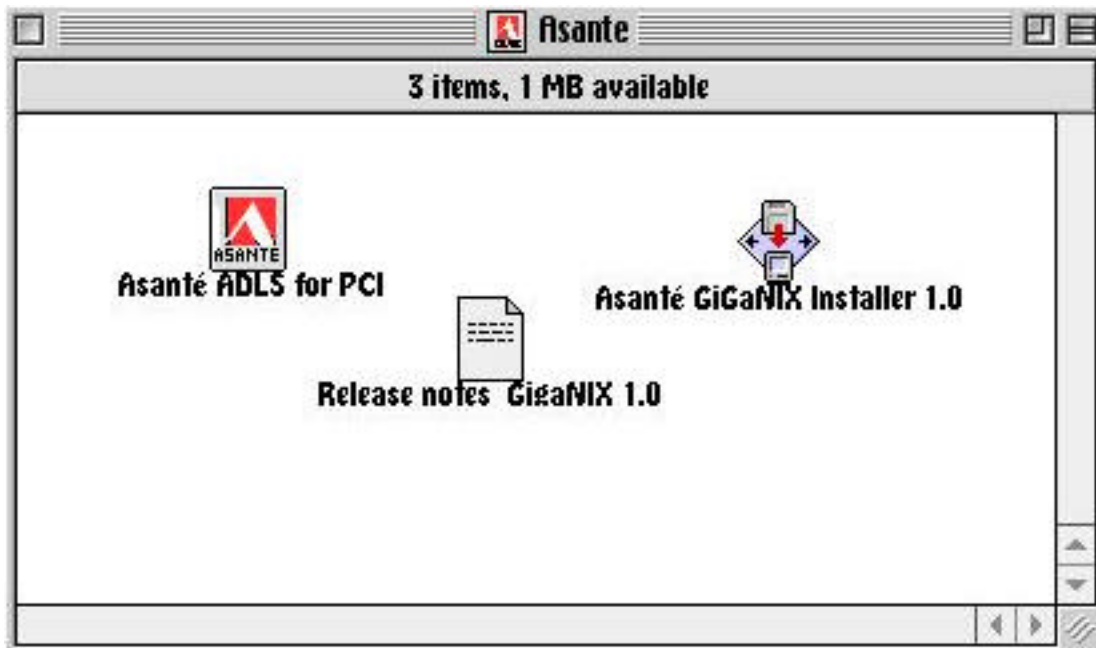 Asante
3 items, 1 MB available
ASANTE
Asanté ADLS for PCI
Asanté GiGaNIX Installer 1.0
Release notes GigaNIX 1.0